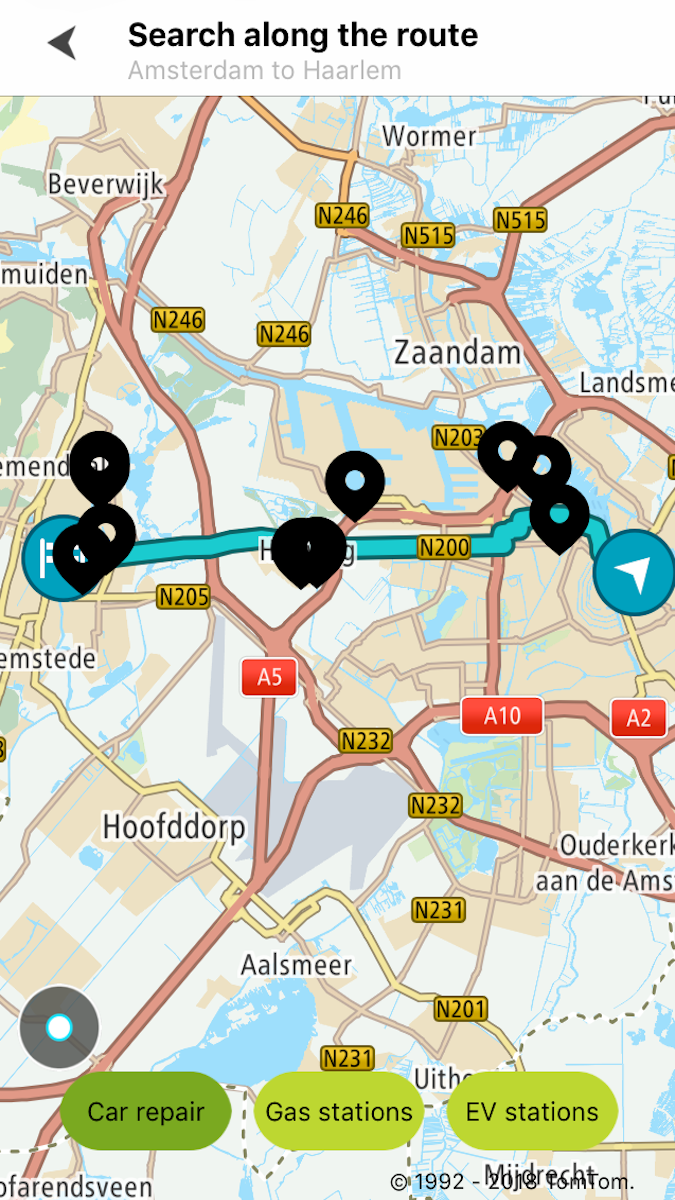 Search along the route
Amsterdam to Haarlem
Wormer
Beverwijk
N246
N515
N515
muiden
N246
N246
Zaandam
Landsme
N203
emend
N200
N205
emstede
A5
A10
A2
N232
N232
Hoofddorp
Ouderkerk
aan de Ams
N231
Aalsmeer
N201
N231
Uitho
Car repair
Gas stations
EV stations
Mijdrecht
© 1992 - 2018 TomTom.
ofarendsveen